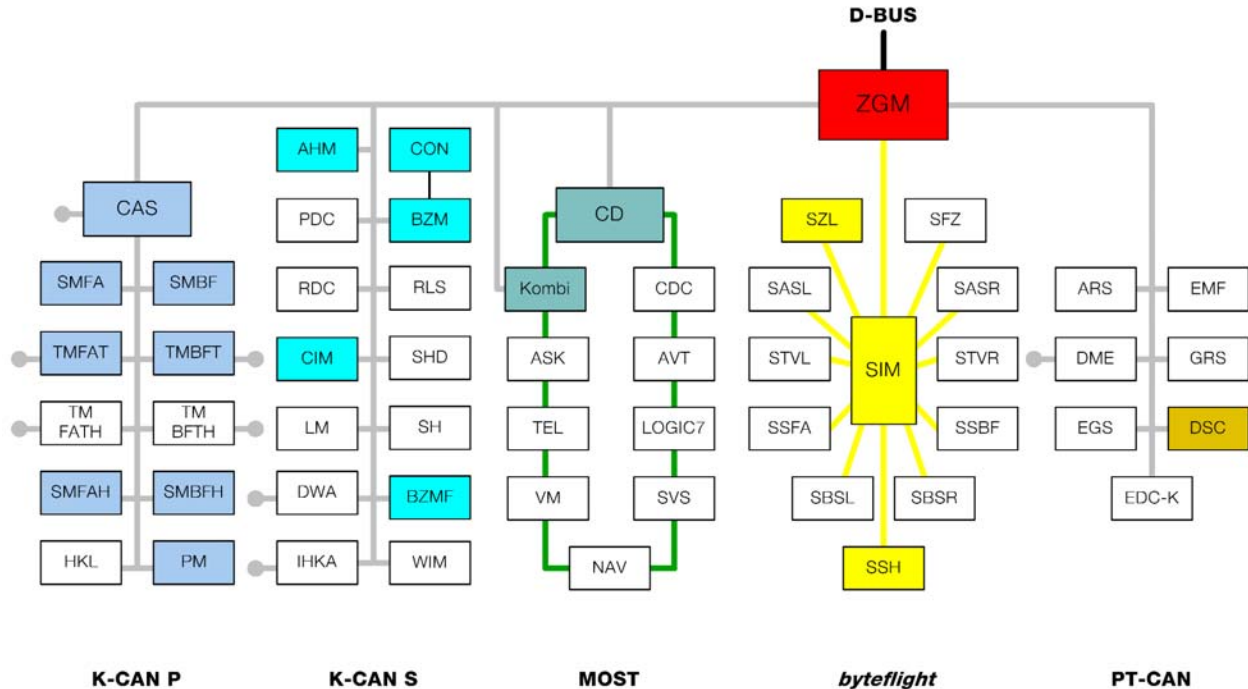 D-BUS
ZGM
CAS
SMFA
SMBF
TMFAT
TMBFT
TM
FATH
TM
BFTH
SMFAH
SMBFH
HKL
PM
K-CAN P
AHM
CON
PDC
BZM
RDC
RLS
CIM
SHD
LM
SH
DWA
BZMF
IHKA
WIM
K-CAN S
CD
Kombi
CDC
ASK
AVT
TEL
LOGIC7
VM
SVS
NAV
MOST
SZL
SFZ
SASL
SASR
STVL
SIM
STVR
SSFA
SSBF
SBSL
SBSR
SSH
byteflight
ARS
EMF
DME
GRS
EGS
DSC
EDC-K
PT-CAN